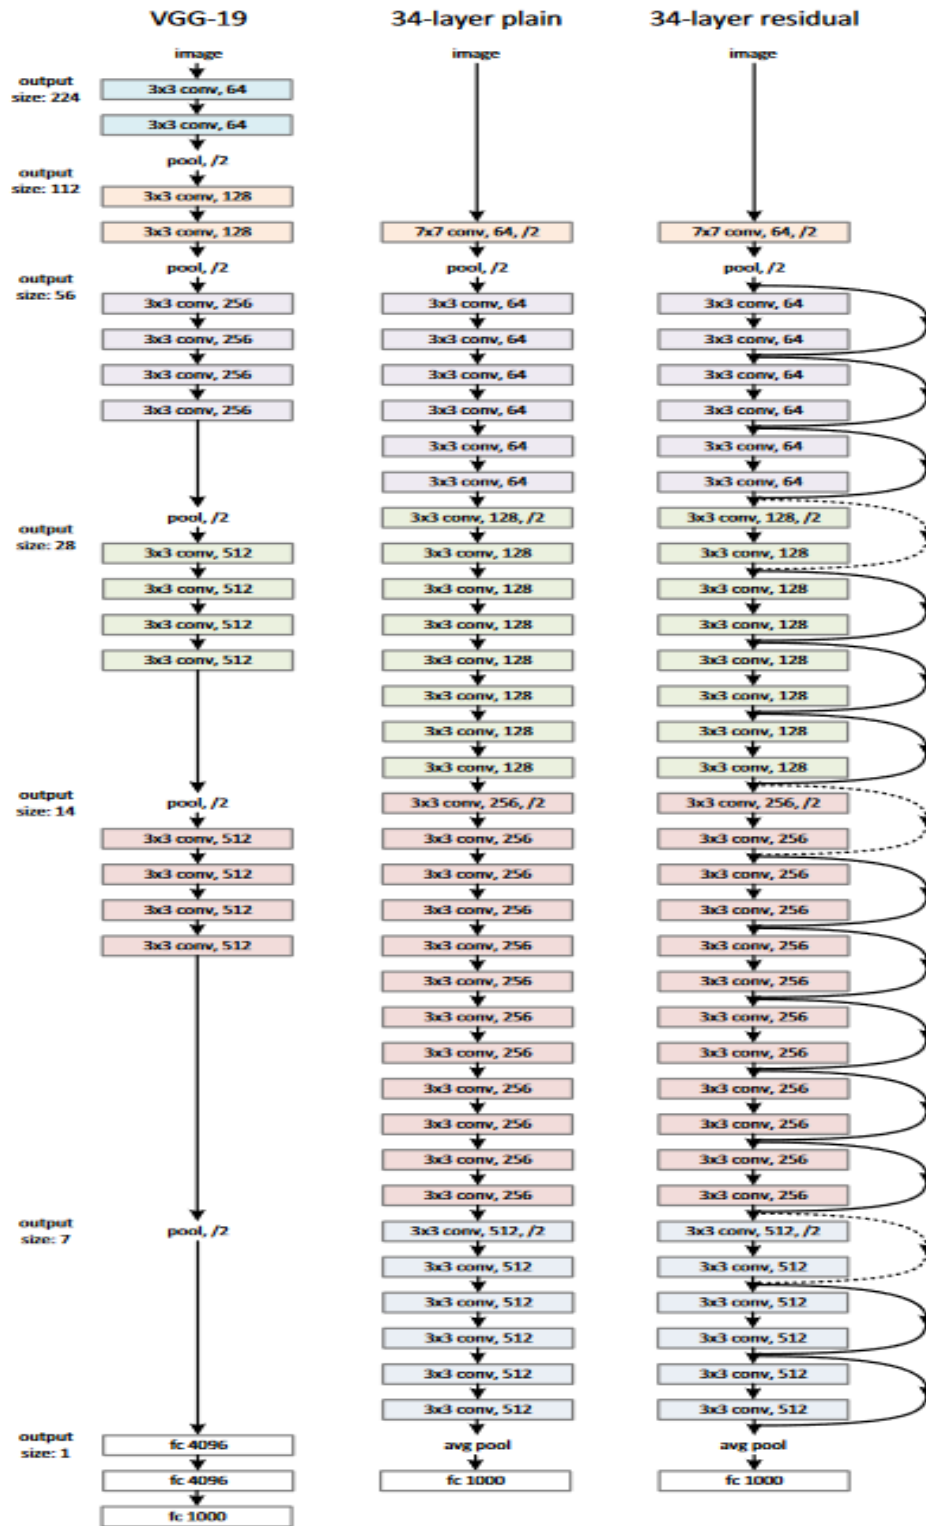 VGG-19
image
output
size: 224
3x3 conv, 64
3x3 conv, 64
pool, /2
output
size: 112
3x3 conv, 128
3x3 conv, 128
pool, /2
output
size: 56
3x3 conv, 256
3x3 conv, 256
3x3 conv, 256
3x3 conv, 256
pool, /2
output
size: 28
3x3 conv, 512
3x3 conv, 512
3x3 conv, 512
3x3 conv, 512
pool, /2
output
size: 14
3x3 conv, 512
3x3 conv, 512
3x3 conv, 512
3x3 conv, 512
pool, /2
output
size: 7
output
size: 1
fc 4096
fc 4096
fc 1000
34-layer plain
image
7x7 conv, 64, /2
pool, /2
3x3 conv, 64
3x3 conv, 64
3x3 conv, 64
3x3 conv, 64
3x3 conv, 64
3x3 conv, 64
3x3 conv, 128, /2
3x3 conv, 128
3x3 conv, 128
3x3 conv, 128
3x3 conv, 128
3x3 conv, 128
3x3 conv, 128
3x3 conv, 128
3x3 conv, 256, /2
3x3 conv, 256
3x3 conv, 256
3x3 conv, 256
3x3 conv, 256
3x3 conv, 256
3x3 conv, 256
3x3 conv, 256
3x3 conv, 256
3x3 conv, 256
3x3 conv, 256
3x3 conv, 256
3x3 conv, 512, /2
3x3 conv, 512
3x3 conv, 512
3x3 conv, 512
3x3 conv, 512
3x3 conv, 512
avg pool
fc 1000
34-layer residual
image
7x7 conv, 64, /2
pool, /2
3x3 conv, 64
3x3 conv, 64
3x3 conv, 64
3x3 conv, 64
3x3 conv, 64
3x3 conv, 64
3x3 conv, 128, /2
3x3 conv, 128
3x3 conv, 128
3x3 conv, 128
3x3 conv, 128
3x3 conv, 128
3x3 conv, 128
3x3 conv, 128
3x3 conv, 256, /2
3x3 conv, 256
3x3 conv, 256
3x3 conv, 256
3x3 conv, 256
3x3 conv, 256
3x3 conv, 256
3x3 conv, 256
3x3 conv, 256
3x3 conv, 256
3x3 conv, 256
3x3 conv, 256
3x3 conv, 512, /2
3x3 conv, 512
3x3 conv, 512
3x3 conv, 512
3x3 conv, 512
3x3 conv, 512
avg pool
fc 1000